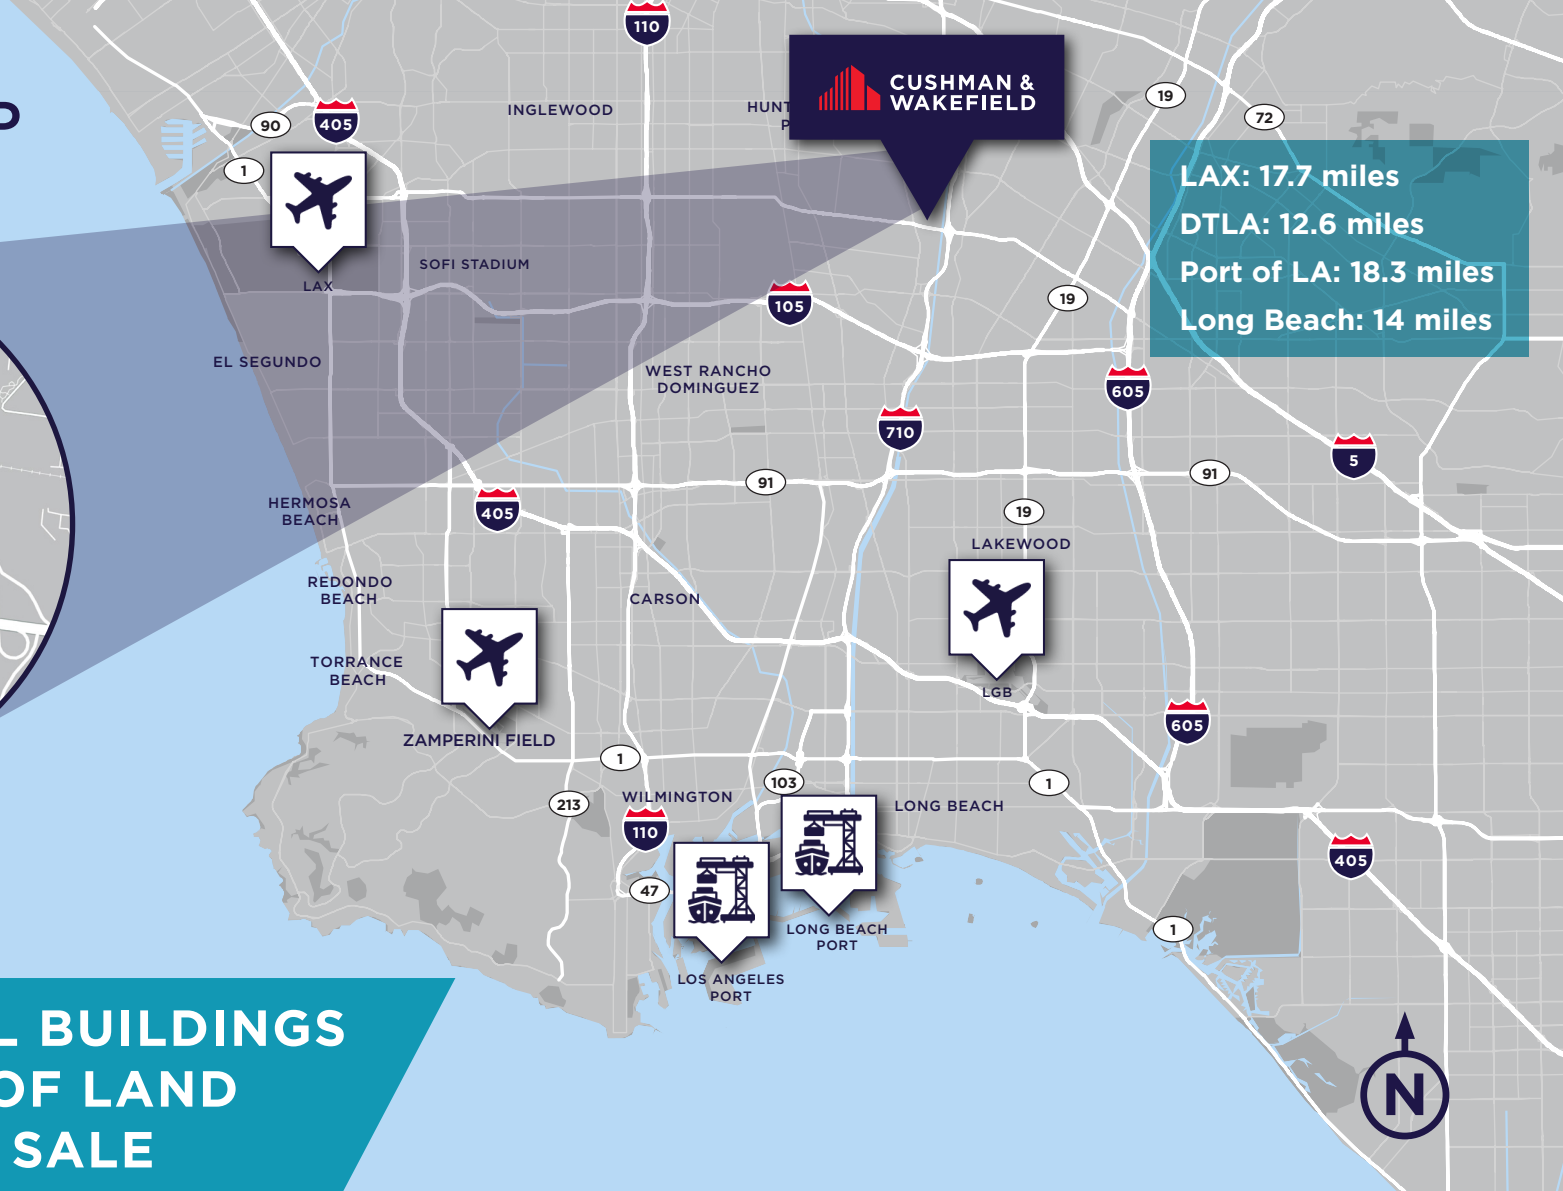 110
CUSHMAN &
WAKEFIELD
INGLEWOOD
19
72
90
405
1
LAX: 17.7 miles
DTLA: 12.6 miles
Port of LA: 18.3 miles
Long Beach: 14 miles
SOFI STADIUM
LAX
105
19
EL SEGUNDO
WEST RANCHO
DOMINGUEZ
605
710
5
91
91
HERMOSA
BEACH
405
19
LAKEWOOD
REDONDO
BEACH
CARSON
TORRANCE
BEACH
LGB
605
ZAMPERINI FIELD
1
103
1
213
WILMINGTON
LONG BEACH
110
405
47
LONG BEACH
PORT
1
LOS ANGELES
PORT
L BUILDINGS
OF LAND
SALE
N